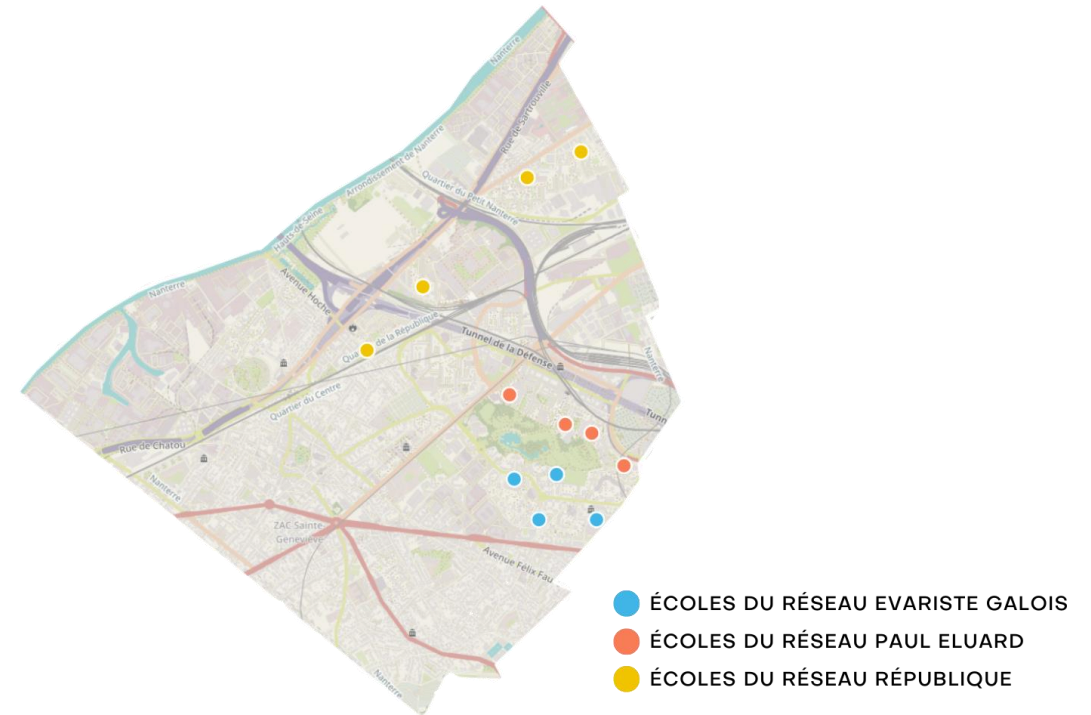 Nanterre
Rue de Sartrouville
Arrondissement de Nanterre
Quartier du Petit Nanterre
Hauts-de-Seine
Nanterre
Avenue Hoche
de la République
Tunnel de la Défense
Nanterre
Quartier du Centre
Tunn
Rue de Chatou
Nanterre
ZAC Sainte
Geneviève
Avenue Félix Fau
Nanterre
ÉCOLES DU RÉSEAU EVARISTE GALOIS
ÉCOLES DU RÉSEAU PAUL ELUARD
ÉCOLES DU RÉSEAU RÉPUBLIQUE